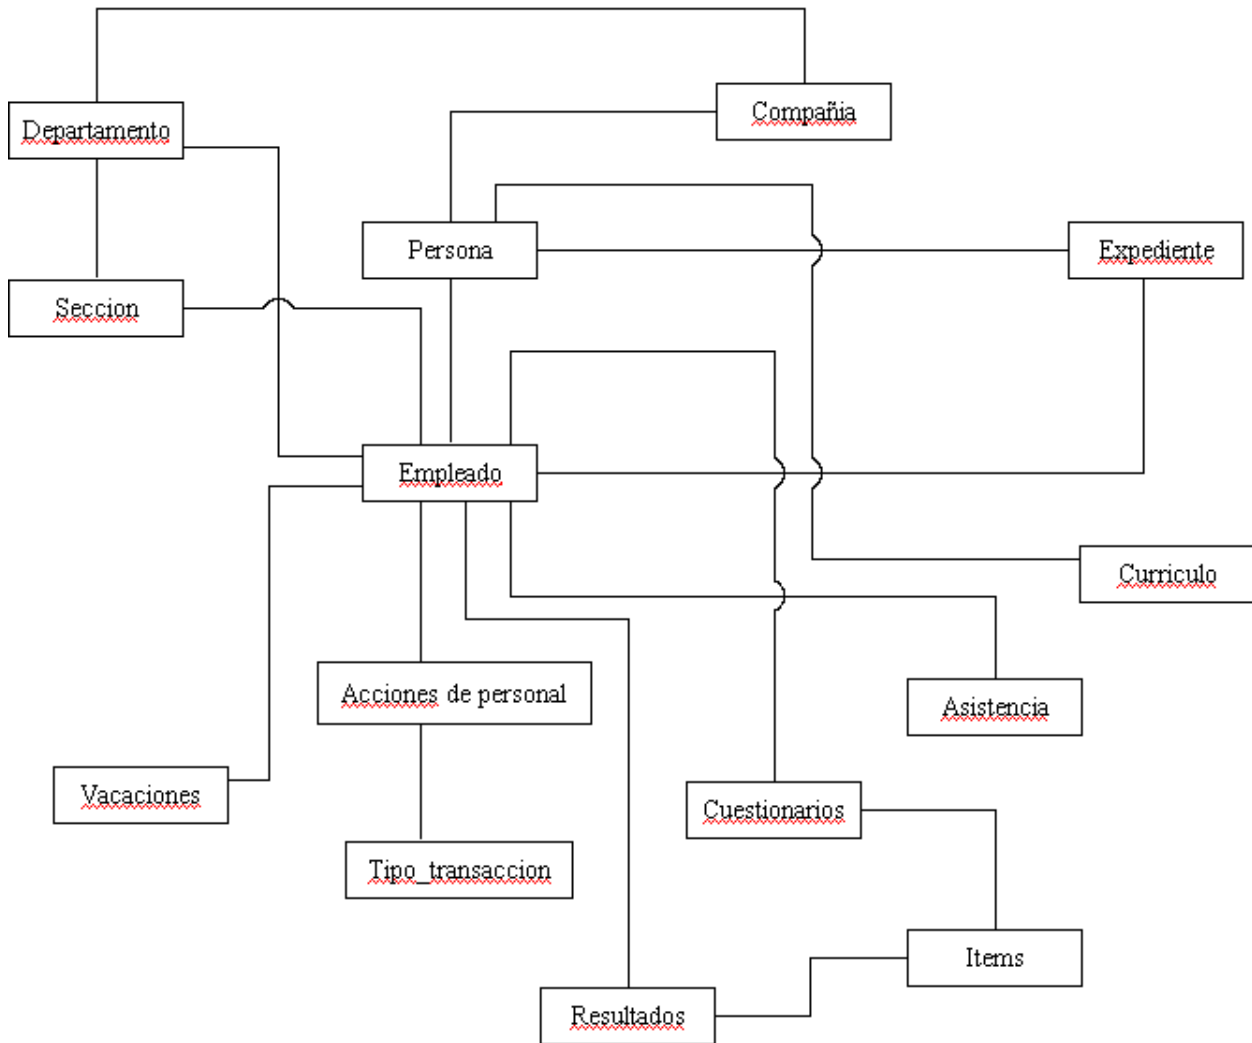 Compañia
Departamento
Persona
Expediente
Seccion
Empleado
Curriculo
Acciones de personal
Asistencia
Vacaciones
Cuestionarios
Tipo_transaccion
Items
Resultados